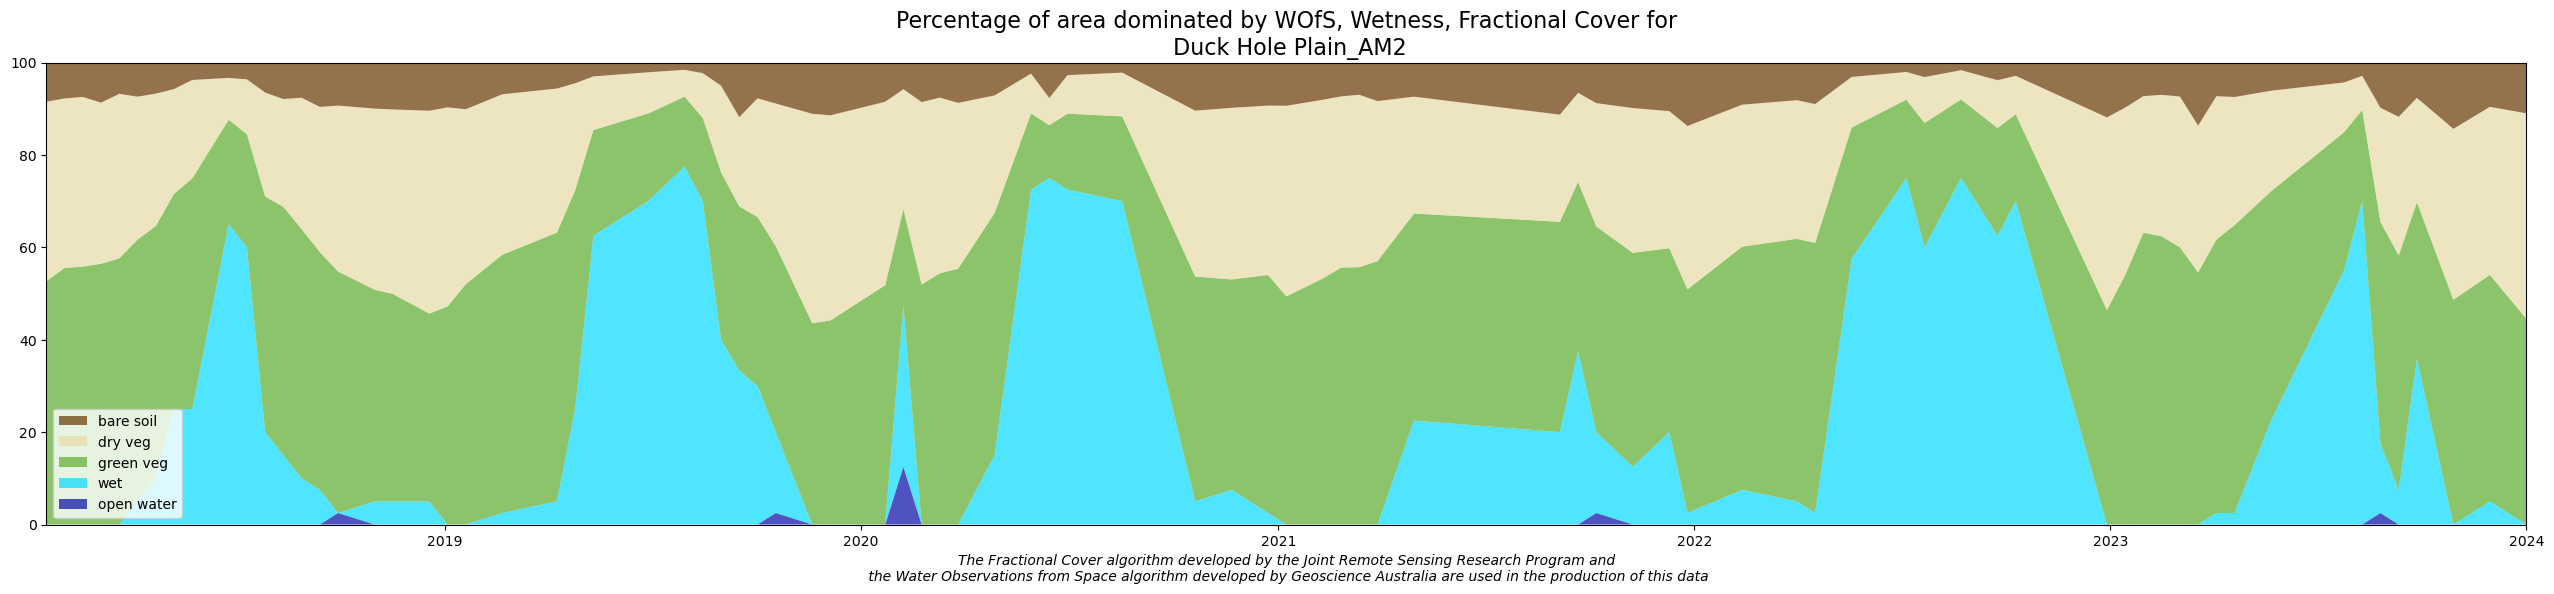 Percentage of area dominated by WOfS, Wetness, Fractional Cover for
Duck Hole Plain_AM2
100
80
60
40
20
0
bare soil
dry veg
green veg
wet
open water
2019
2020
2021
2022
2023
2024
The Fractional Cover algorithm developed by the Joint Remote Sensing Research Program and
the Water Observations from Space algorithm developed by Geoscience Australia are used in the production of this data